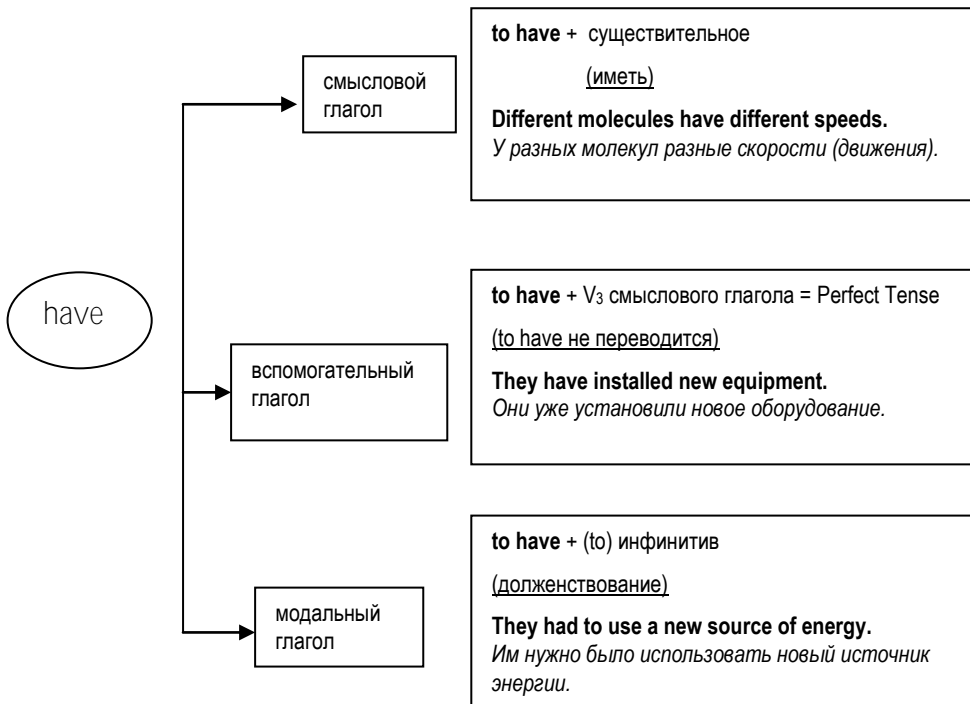 have
смысловой
глагол
to have + существительное
(иметь)
Different molecules have different speeds.
У разных молекул разные скорости (движения).
вспомогательный
глагол
to have + V₃ смыслового глагола = Perfect Tense
(to have не переводится)
They have installed new equipment.
Они уже установили новое оборудование.
модальный
глагол
to have + (to) инфинитив
(долженствование)
They had to use a new source of energy.
Им нужно было использовать новый источник
энергии.